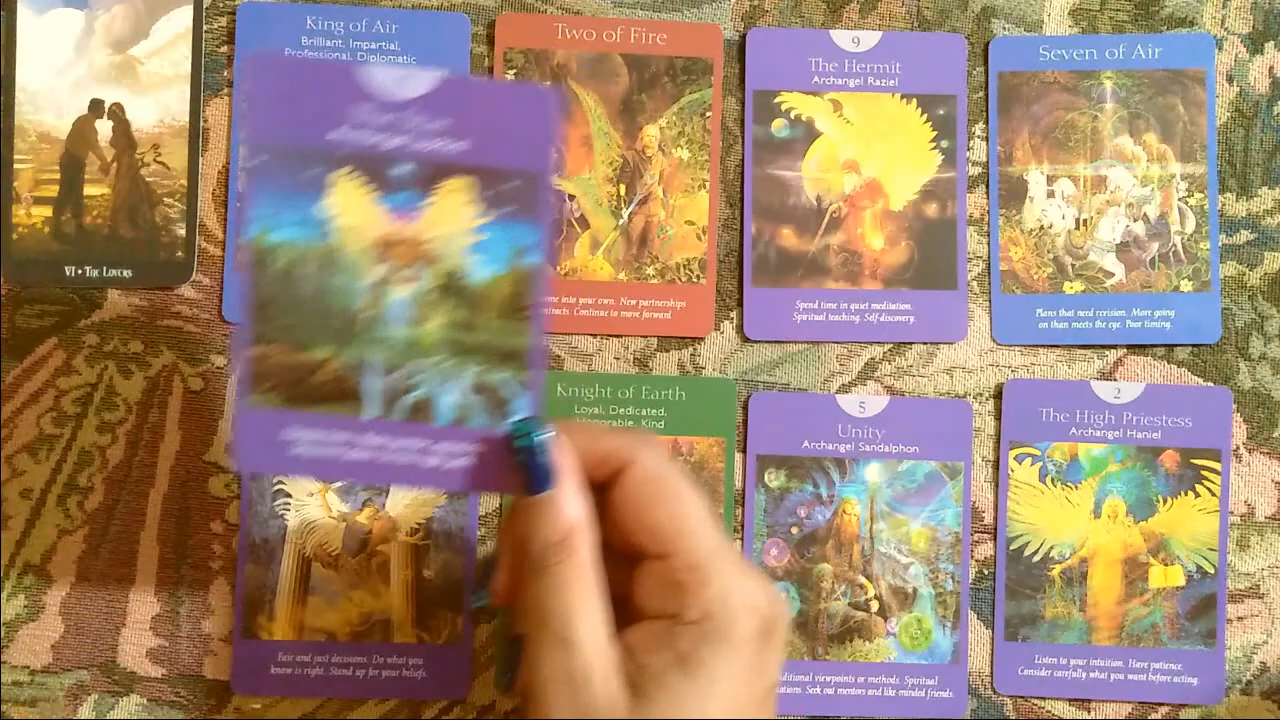 VI • THE LOVERS
King of Air
Brilliant, Impartial,
Professional, Diplomatic
Two of Fire
come into your own. New partnerships
contracts. Continue to move forward.
9
The Hermit
Archangel Raziel
Spend time in quiet meditation.
Spiritual teaching. Self-discovery.
Seven of Air
Plans that need revision. More going
on than meets the eye. Poor timing.
Fair and just decisions. Do what you
know is right. Stand up for your beliefs.
Knight of Earth
Loyal, Dedicated,
Honorable, Kind
5
Unity
Archangel Sandalphon
viewpoints or methods. Spiritual
Seek out mentors and like-minded friends.
2
The High Priestess
Archangel Haniel
Listen to your intuition. Have patience.
Consider carefully what you want before acting.